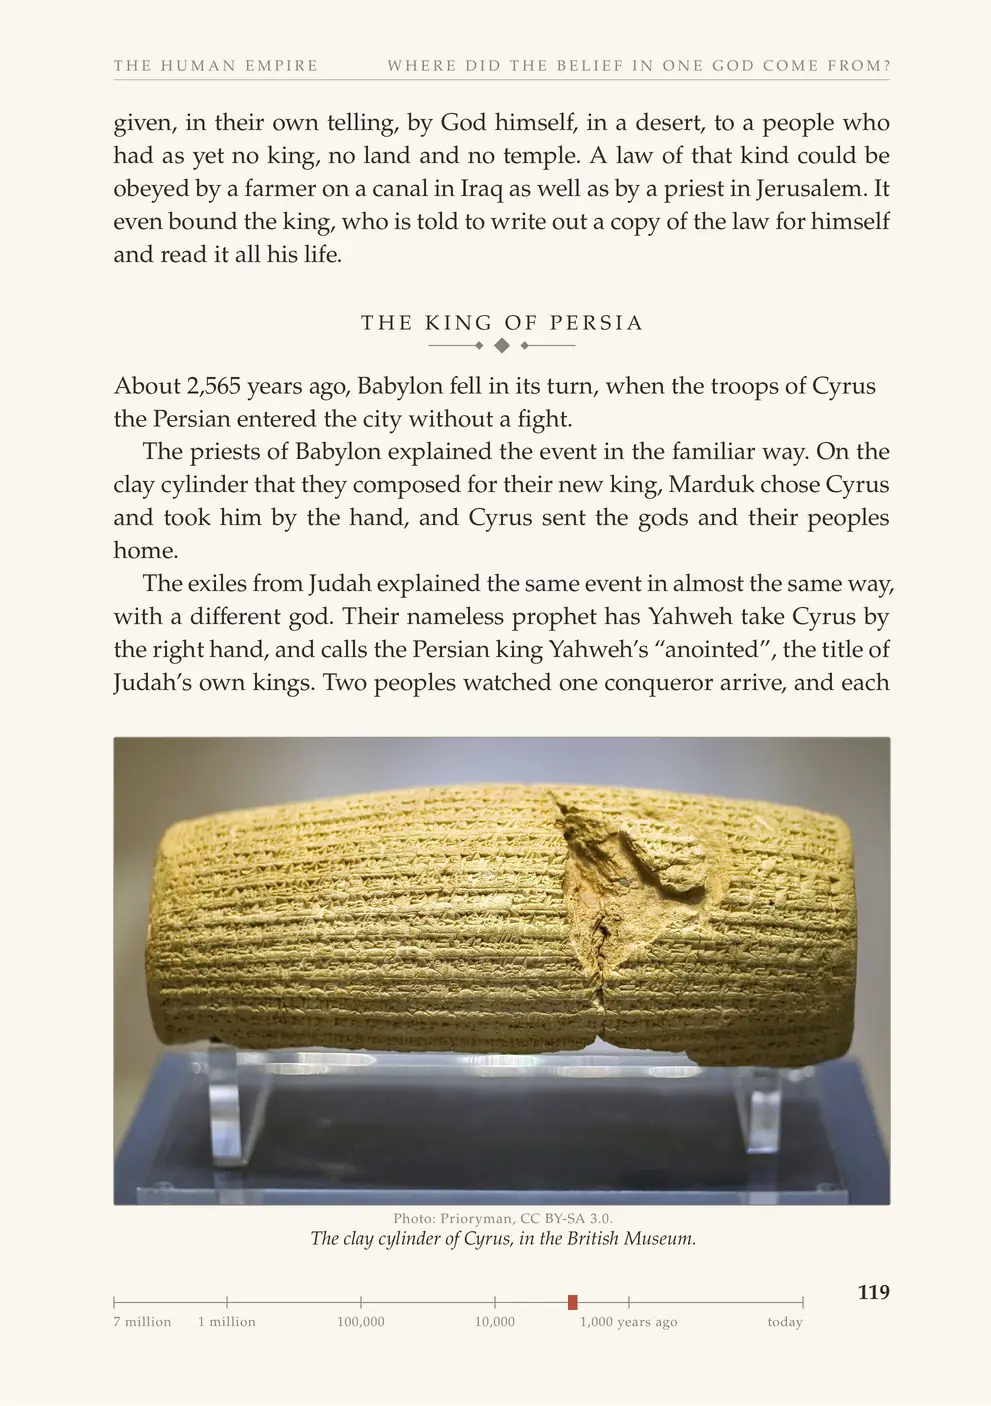 THE HUMAN EMPIRE
WHERE DID THE BELIEF IN ONE GOD COME FROM?
given, in their own telling, by God himself, in a desert, to a people who
had as yet no king, no land and no temple. A law of that kind could be
obeyed by a farmer on a canal in Iraq as well as by a priest in Jerusalem. It
even bound the king, who is told to write out a copy of the law for himself
and read it all his life.
THE KING OF PERSIA
About 2,565 years ago, Babylon fell in its turn, when the troops of Cyrus
the Persian entered the city without a fight.
The priests of Babylon explained the event in the familiar way. On the
clay cylinder that they composed for their new king, Marduk chose Cyrus
and took him by the hand, and Cyrus sent the gods and their peoples
home.
The exiles from Judah explained the same event in almost the same way,
with a different god. Their nameless prophet has Yahweh take Cyrus by
the right hand, and calls the Persian king Yahweh’s “anointed”, the title of
Judah’s own kings. Two peoples watched one conqueror arrive, and each
Photo: Prioryman, CC BY-SA 3.0.
The clay cylinder of Cyrus, in the British Museum.
119
7 million
1 million
100,000
10,000
1,000 years ago
today